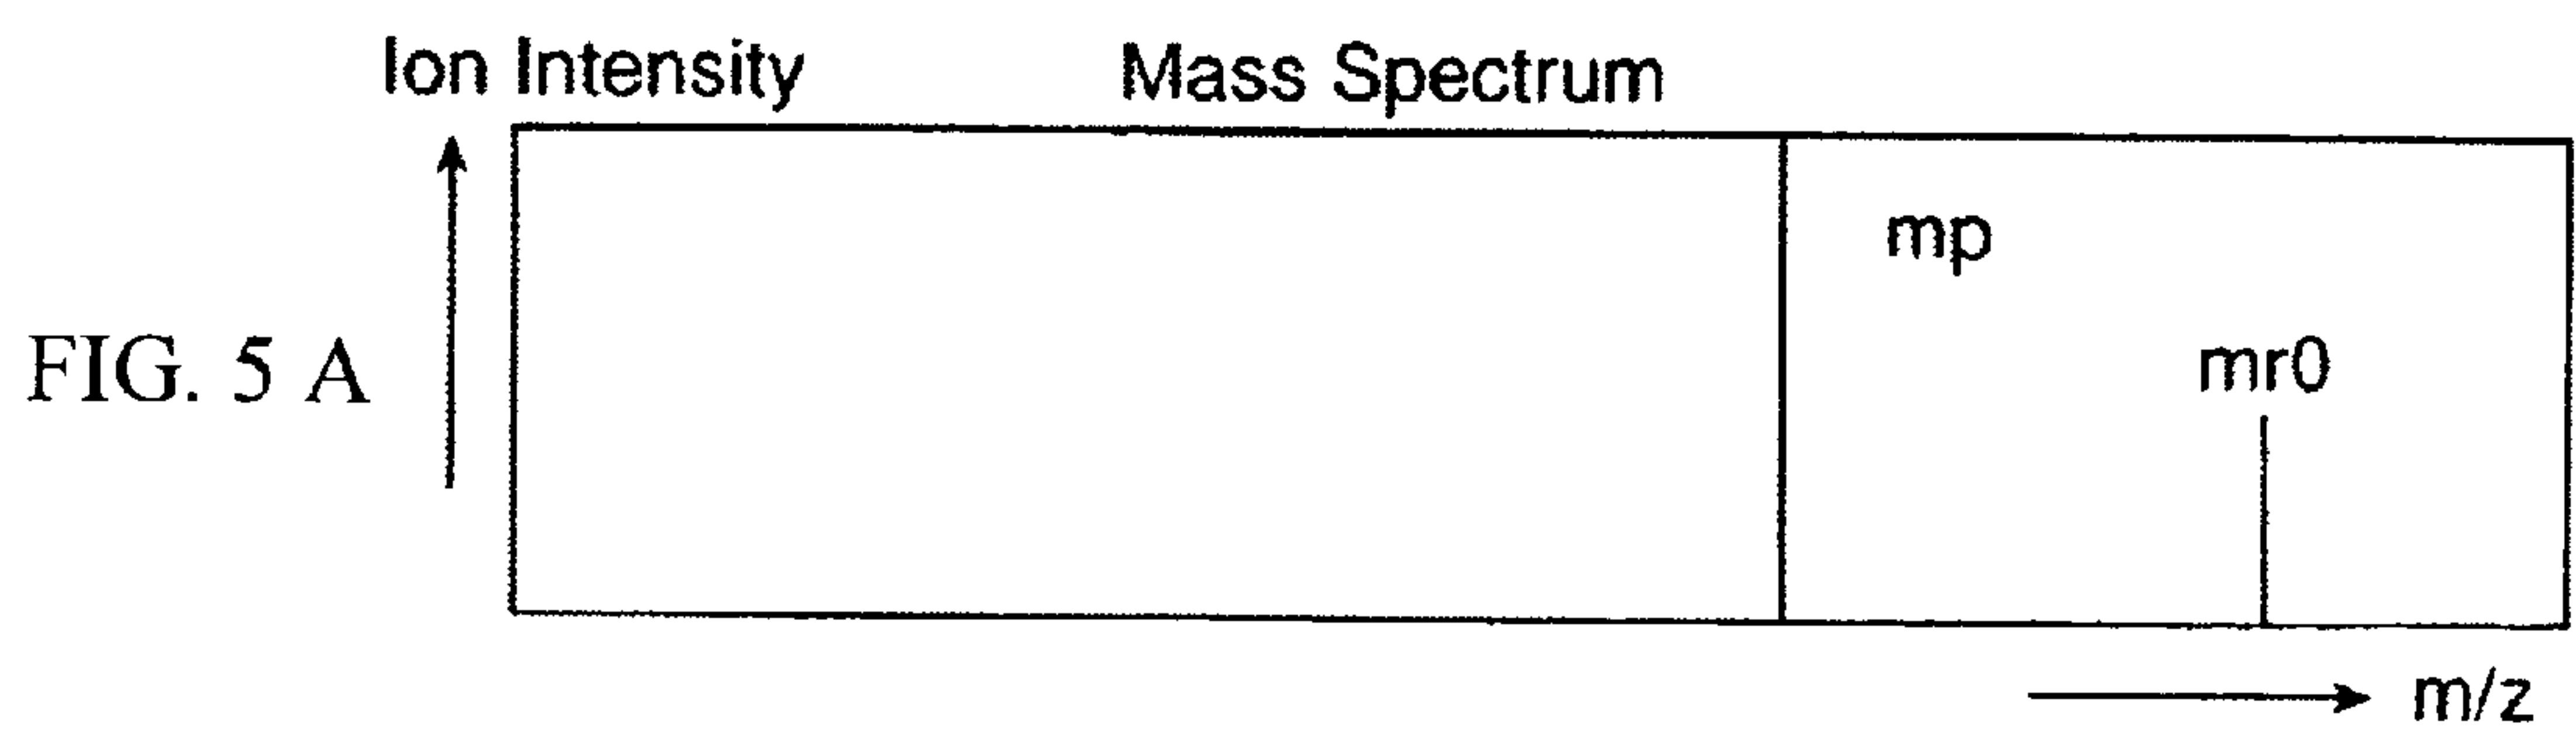 Ion Intensity
Mass Spectrum
mp
mr0
FIG. 5 A
m/z